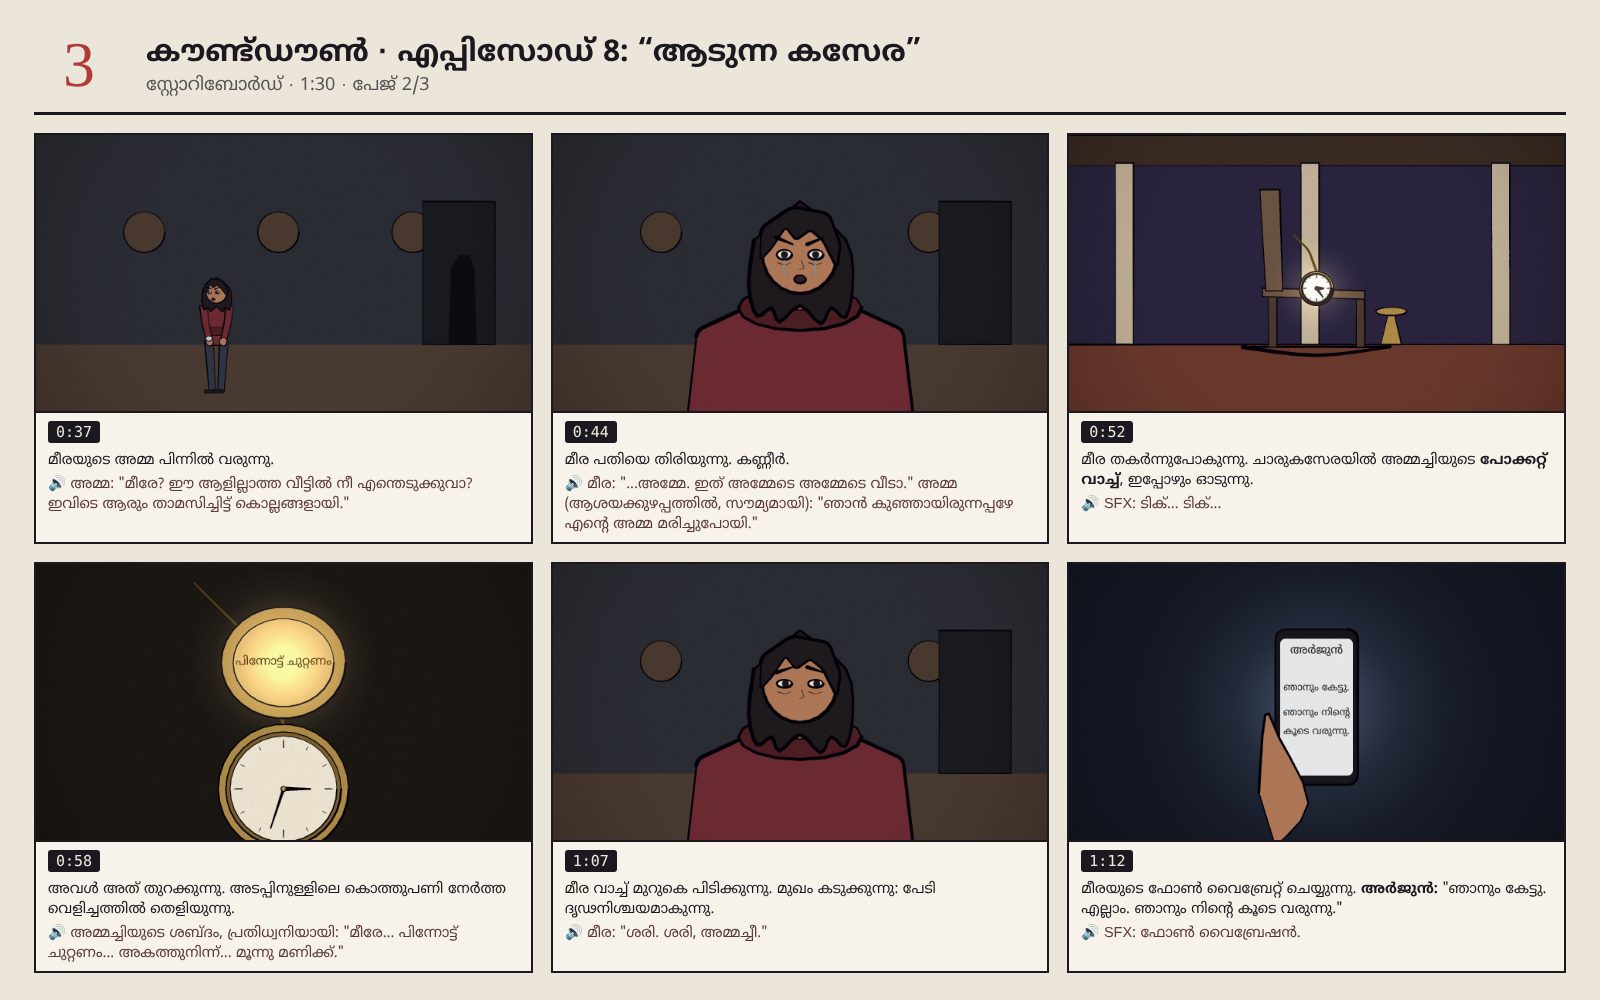 3
കൗണ്ട്ഡൗൺ · എപ്പിസോഡ് 8: “ആടുന്ന കസേര”
സ്റ്റോറിബോർഡ് · 1:30 · പേജ് 2/3
0:37
മീരയുടെ അമ്മ പിന്നിൽ വരുന്നു.
🔊 അമ്മ: "മീരേ? ഈ ആളില്ലാത്ത വീട്ടിൽ നീ എന്തെടുക്കുവാ?
ഇവിടെ ആരും താമസിച്ചിട്ട് കൊല്ലങ്ങളായി."
0:44
മീര പതിയെ തിരിയുന്നു. കണ്ണീർ.
🔊 മീര: "...അമ്മേ. ഇത് അമ്മേടെ അമ്മേടെ വീടാ." അമ്മ
(ആശയക്കുഴപ്പത്തിൽ, സൗമ്യമായി): "ഞാൻ കുഞ്ഞായിരുന്നപ്പഴേ
എന്റെ അമ്മ മരിച്ചുപോയി."
0:52
മീര തകർന്നുപോകുന്നു. ചാരുകസേരയിൽ അമ്മച്ചിയുടെ പോക്കറ്റ്
വാച്ച്, ഇപ്പോഴും ഓടുന്നു.
🔊 SFX: ടിക്... ടിക്...
പിന്നോട്ട് ചുറ്റണം
0:58
അവൾ അത് തുറക്കുന്നു. അടപ്പിനുള്ളിലെ കൊത്തുപണി നേർത്ത
വെളിച്ചത്തിൽ തെളിയുന്നു.
🔊 അമ്മച്ചിയുടെ ശബ്ദം, പ്രതിധ്വനിയായി: "മീരേ... പിന്നോട്ട്
ചുറ്റണം... അകത്തുനിന്ന്... മൂന്നു മണിക്ക്."
1:07
മീര വാച്ച് മുറുകെ പിടിക്കുന്നു. മുഖം കടുക്കുന്നു: പേടി
ദൃഢനിശ്ചയമാകുന്നു.
🔊 മീര: "ശരി. ശരി, അമ്മച്ചീ."
അർജുൻ
ഞാനും കേട്ടു.
ഞാനും നിന്റെ
കൂടെ വരുന്നു.
1:12
മീരയുടെ ഫോൺ വൈബ്രേറ്റ് ചെയ്യുന്നു. അർജുൻ: "ഞാനും കേട്ടു.
എല്ലാം. ഞാനും നിന്റെ കൂടെ വരുന്നു."
🔊 SFX: ഫോൺ വൈബ്രേഷൻ.